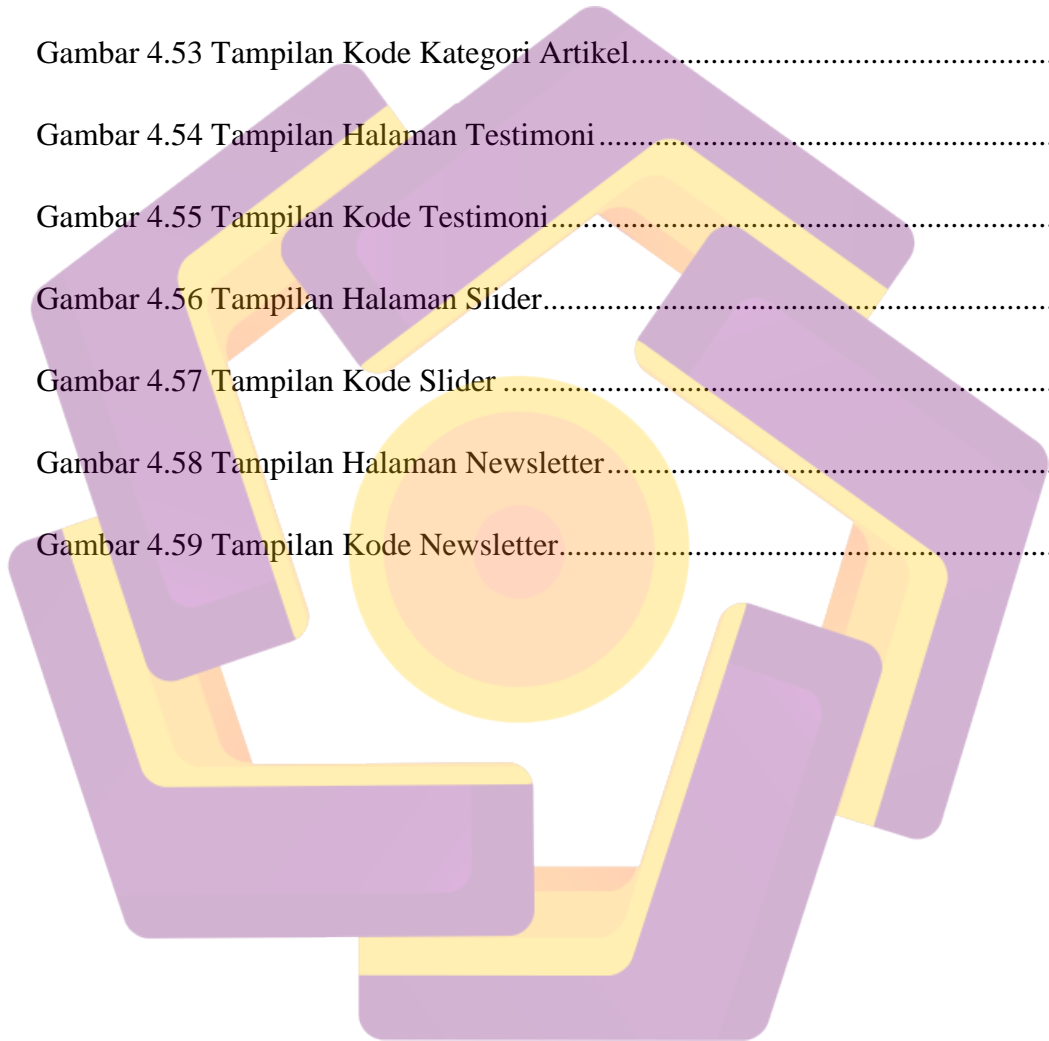 Gambar 4.53 Tampilan Kode Kategori Artikel..................................................
Gambar 4.54 Tampilan Halaman Testimoni......................................................
Gambar 4.55 Tampilan Kode Testimoni............................................................
Gambar 4.56 Tampilan Halaman Slider.............................................................
Gambar 4.57 Tampilan Kode Slider ..................................................................
Gambar 4.58 Tampilan Halaman Newsletter.....................................................
Gambar 4.59 Tampilan Kode Newsletter...........................................................